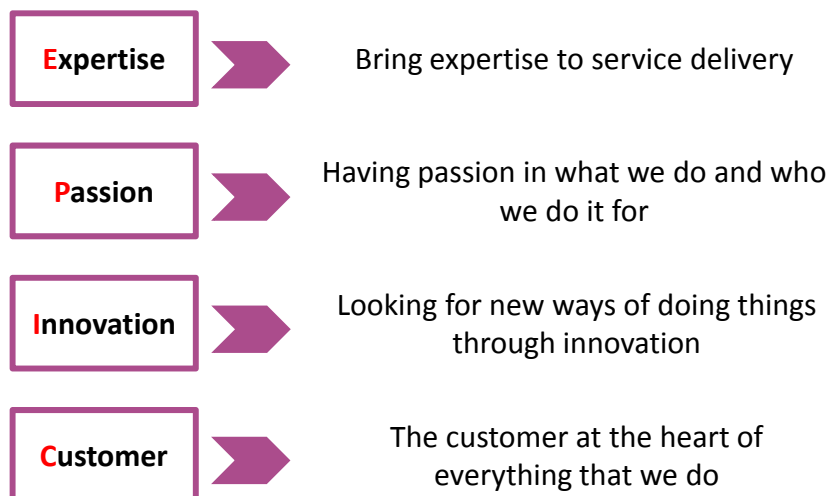 Expertise
Bring expertise to service delivery
Passion
Having passion in what we do and who
we do it for
Innovation
Looking for new ways of doing things
through innovation
Customer
The customer at the heart of
everything that we do